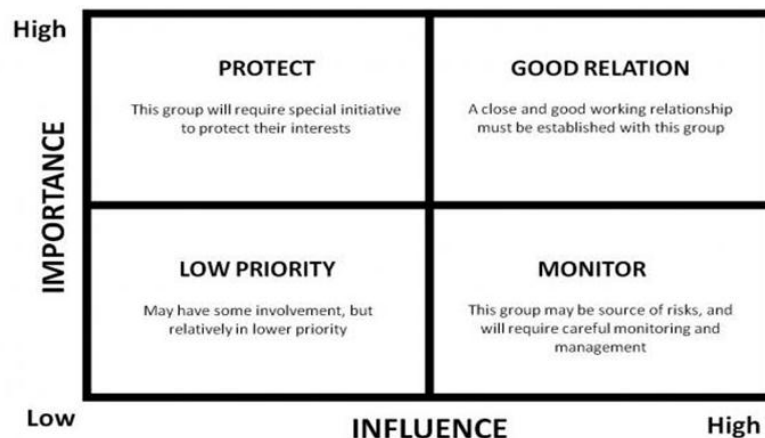 High
PROTECT
This group will require special initiative
to protect their interests
GOOD RELATION
A close and good working relationship
must be established with this group
IMPORTANCE
LOW PRIORITY
May have some involvement, but
relatively in lower priority
MONITOR
This group may be source of risks, and
will require careful monitoring and
management
Low
INFLUENCE
High